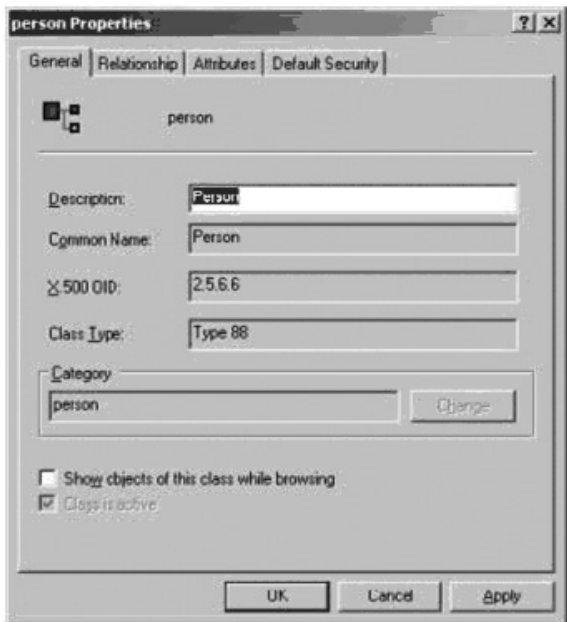 person Properties
General Relationship Attributes Default Security
person
Description: Person
Common Name: Person
X.500 OID: 2.5.6.6
Class Type: Type 88
Category
person Change
Show objects of this class while browsing
Class is active
OK Cancel Apply